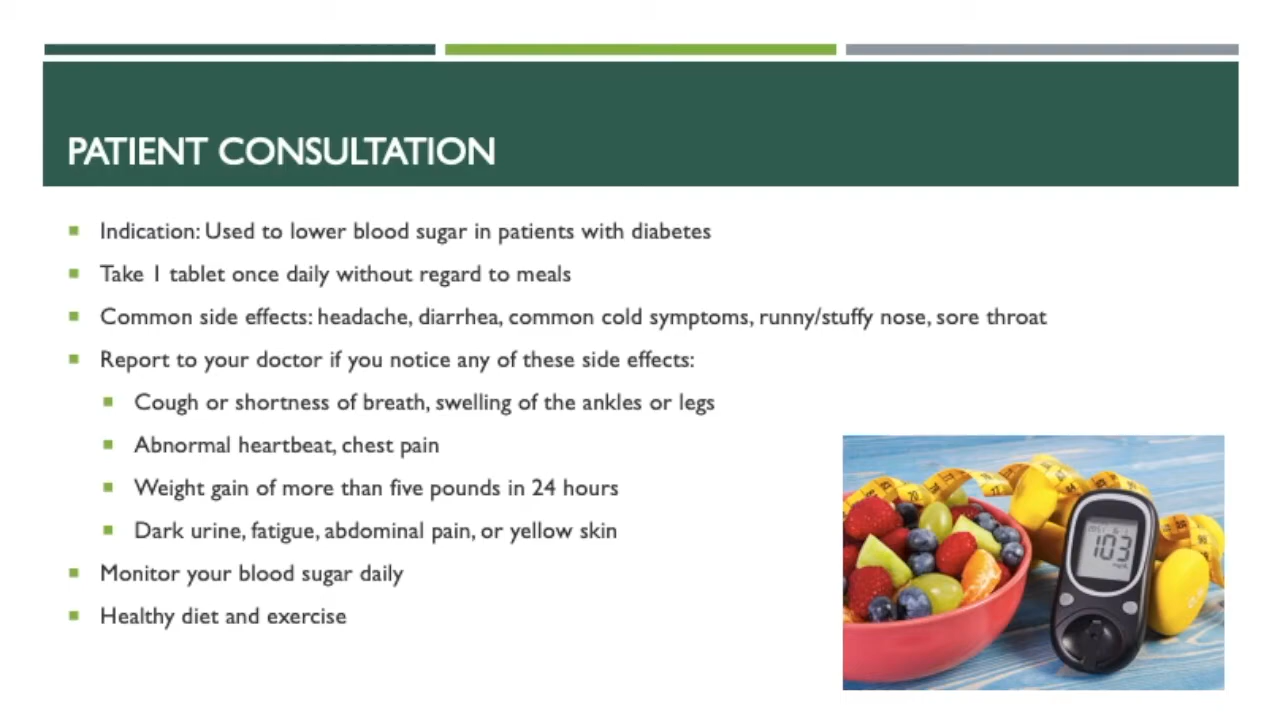 PATIENT CONSULTATION
Indication: Used to lower blood sugar in patients with diabetes
Take 1 tablet once daily without regard to meals
Common side effects: headache, diarrhea, common cold symptoms, runny/stuffy nose, sore throat
Report to your doctor if you notice any of these side effects:
Cough or shortness of breath, swelling of the ankles or legs
Abnormal heartbeat, chest pain
Weight gain of more than five pounds in 24 hours
Dark urine, fatigue, abdominal pain, or yellow skin
Monitor your blood sugar daily
Healthy diet and exercise
103